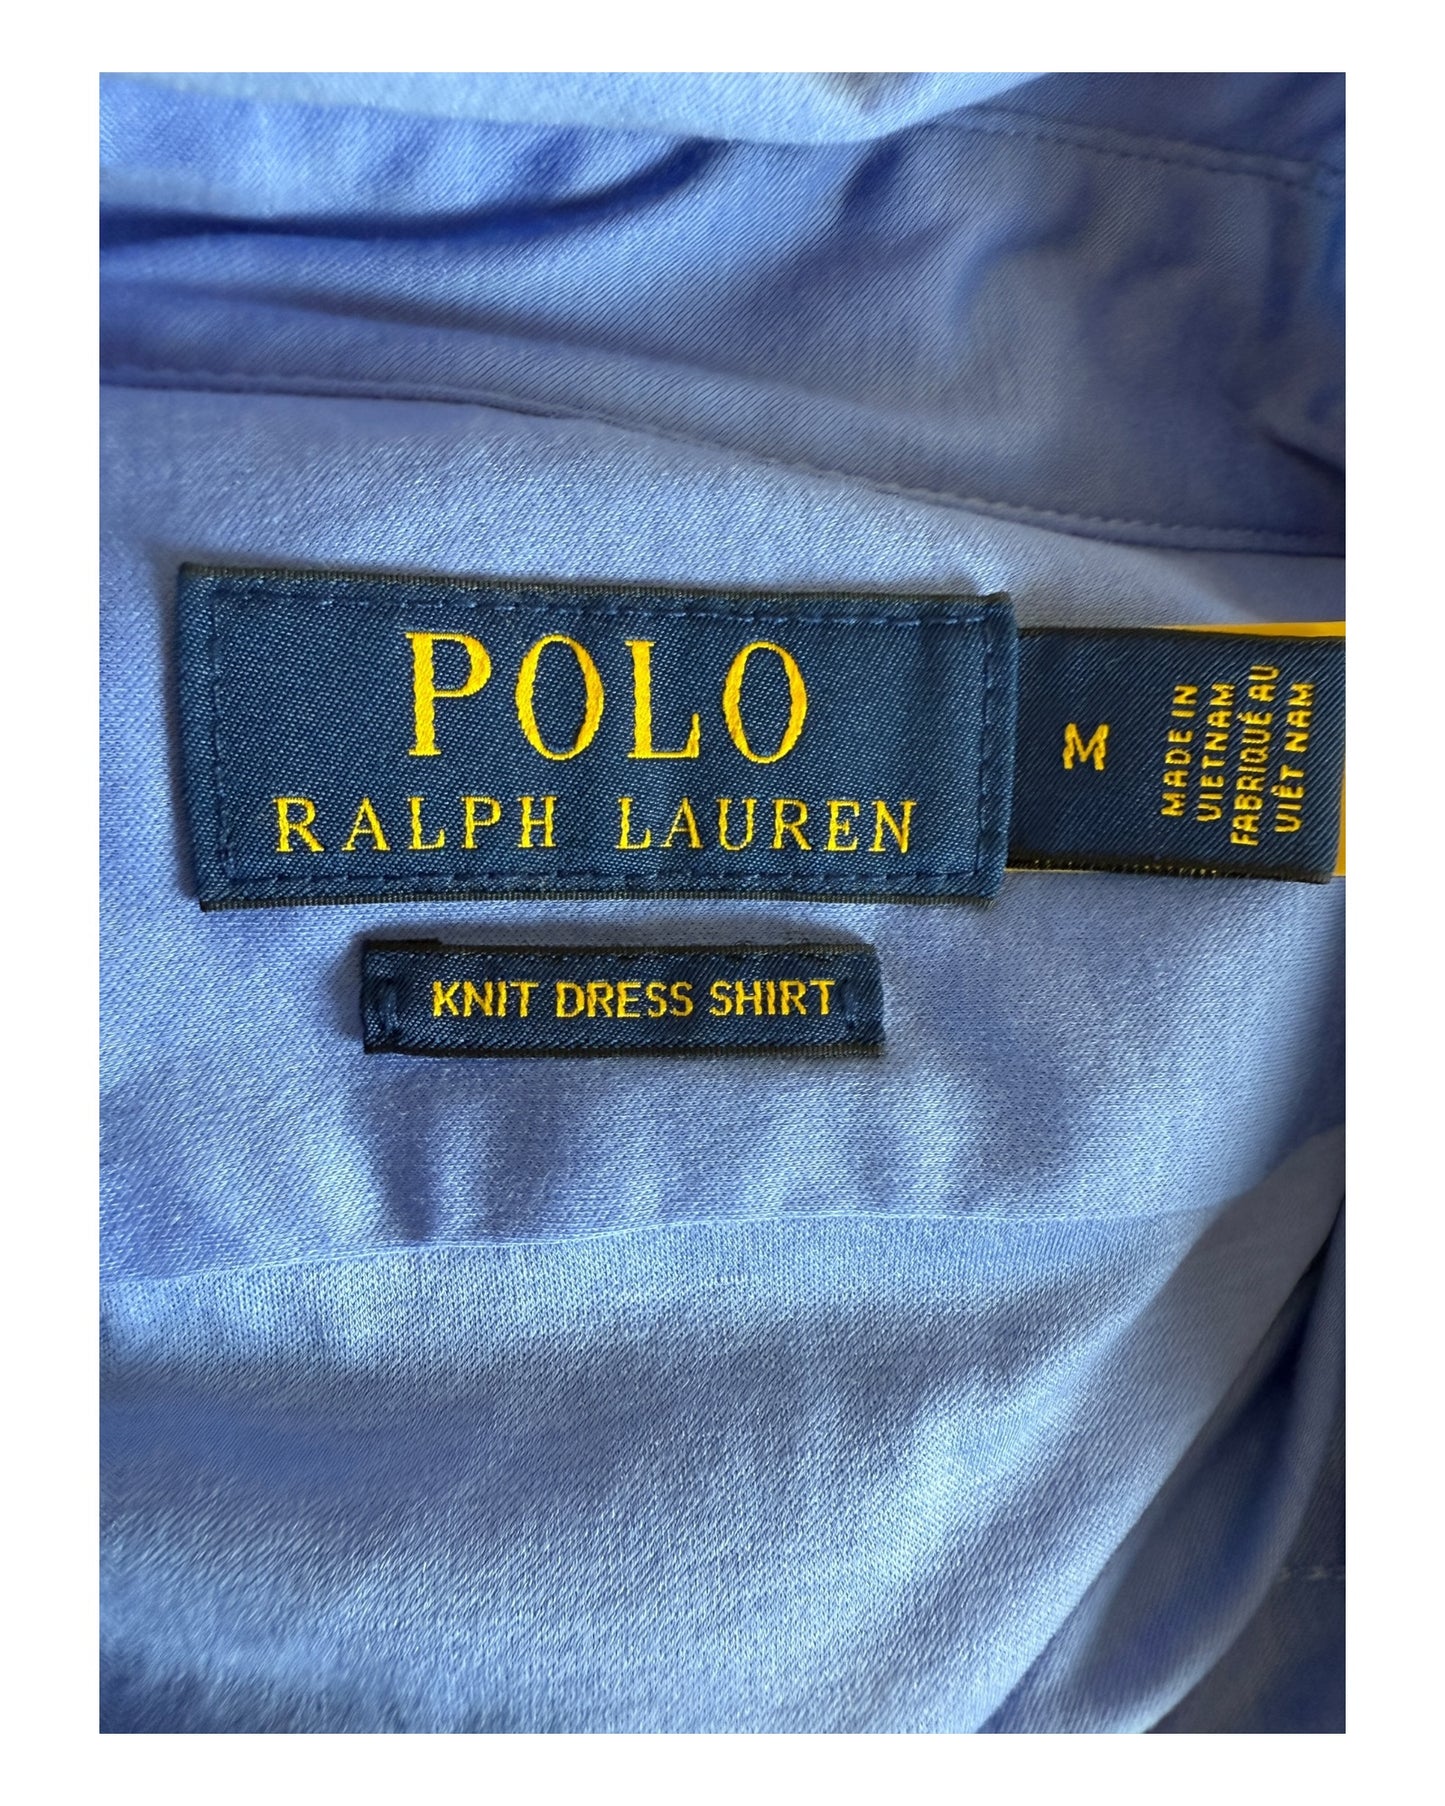 POLO
RALPH LAUREN
M
MADE IN
VIETNAM
FABRIQUÉ AU
VIÊT NAM
KNIT DRESS SHIRT